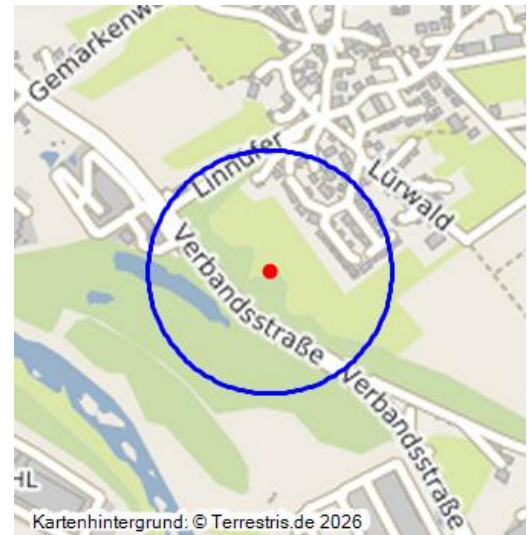 Gemarkenw
Linnufer
Lürwald
Verbandsstraße
Verbandsstraße
HL
Kartenhintergrund: © Terrestris.de 2026